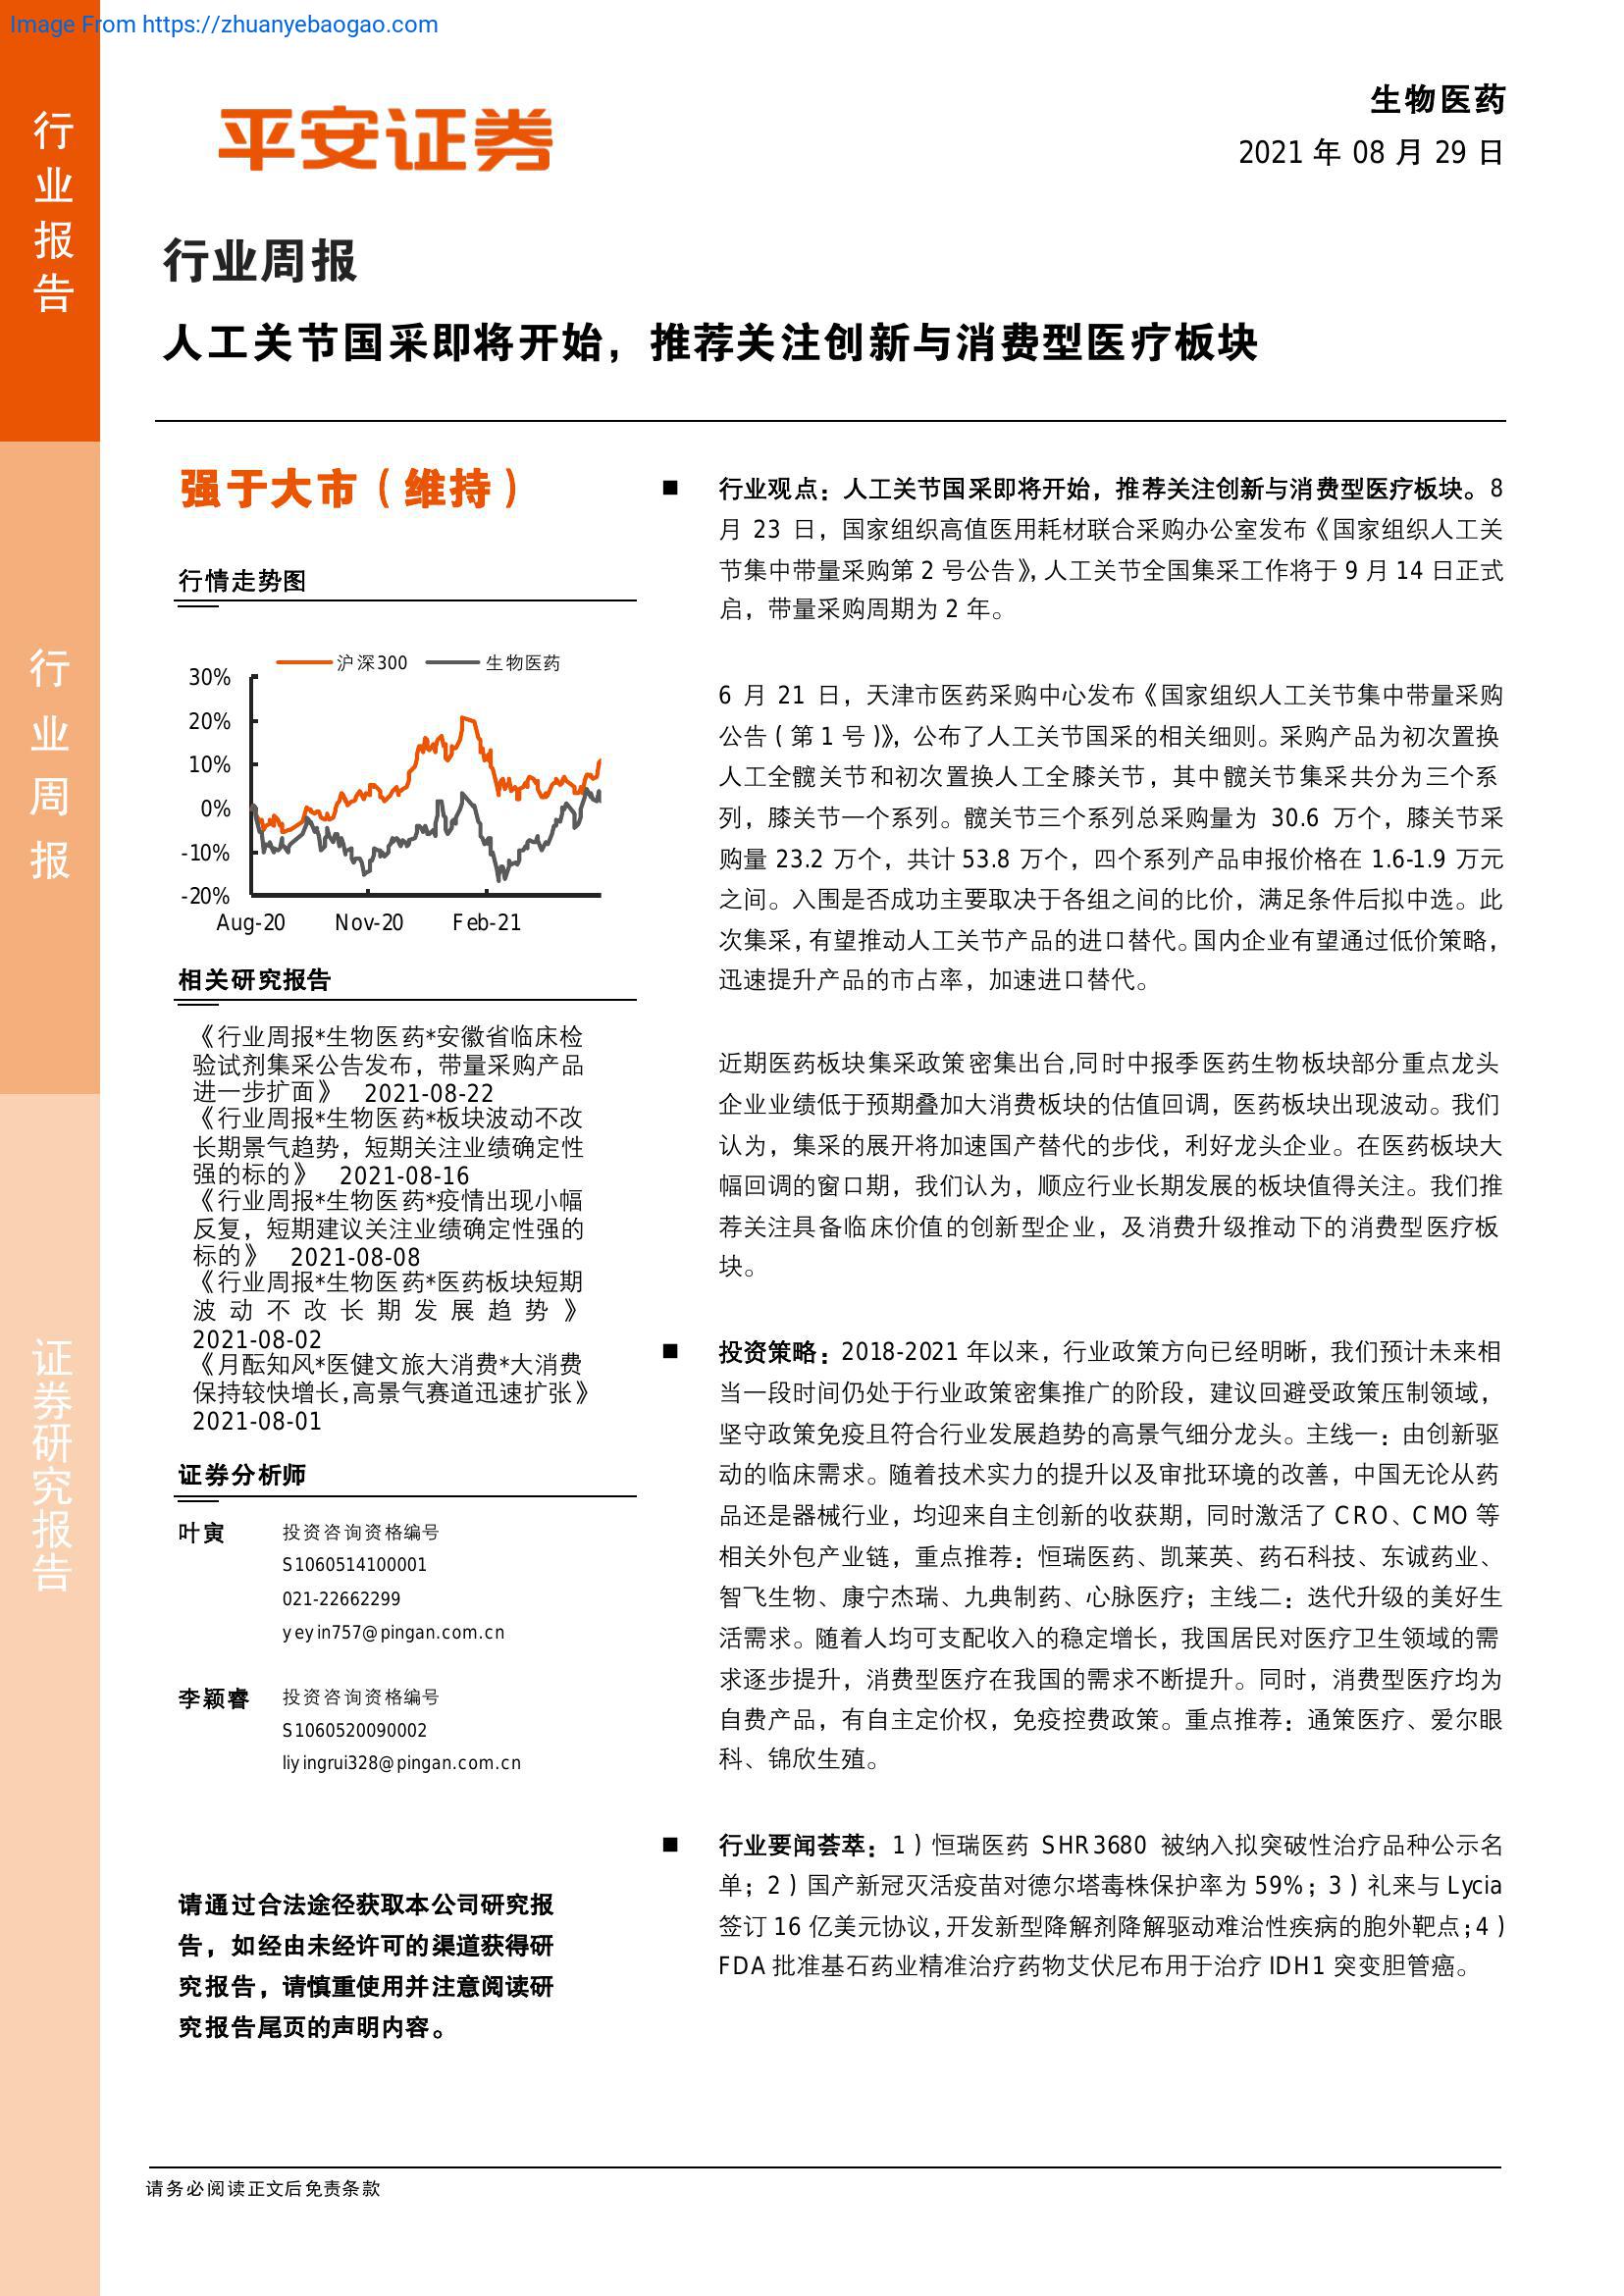 Image From https://zhuanyebaogao.com
行业报告
行业周报
证券研究报告
平安证券
生物医药
2021 年 08 月 29 日
行业周报
人工关节国采即将开始，推荐关注创新与消费型医疗板块
强于大市（维持）
行情走势图
沪深300
生物医药
30%
20%
10%
0%
-10%
-20%
Aug-20
Nov-20
Feb-21
相关研究报告
《行业周报*生物医药*安徽省临床检
验试剂集采公告发布，带量采购产品
进一步扩面》 2021-08-22
《行业周报*生物医药*板块波动不改
长期景气趋势，短期关注业绩确定性
强的标的》 2021-08-16
《行业周报*生物医药*疫情出现小幅
反复，短期建议关注业绩确定性强的
标的》 2021-08-08
《行业周报*生物医药*医药板块短期
波动不改长期发展趋势》
2021-08-02
《月酝知风*医健文旅大消费*大消费
保持较快增长,高景气赛道迅速扩张》
2021-08-01
证券分析师
叶寅 投资咨询资格编号
S1060514100001
021-22662299
yeyin757@pingan.com.cn
李颖睿 投资咨询资格编号
S1060520090002
liyingrui328@pingan.com.cn
请通过合法途径获取本公司研究报
告，如经由未经许可的渠道获得研
究报告，请慎重使用并注意阅读研
究报告尾页的声明内容。
■ 行业观点：人工关节国采即将开始，推荐关注创新与消费型医疗板块。8
月 23 日，国家组织高值医用耗材联合采购办公室发布《国家组织人工关
节集中带量采购第 2 号公告》，人工关节全国集采工作将于 9 月 14 日正式
启，带量采购周期为 2 年。
6 月 21 日，天津市医药采购中心发布《国家组织人工关节集中带量采购
公告（第 1 号）》，公布了人工关节国采的相关细则。采购产品为初次置换
人工全髋关节和初次置换人工全膝关节，其中髋关节集采共分为三个系
列，膝关节一个系列。髋关节三个系列总采购量为 30.6 万个，膝关节采
购量 23.2 万个，共计 53.8 万个，四个系列产品申报价格在 1.6-1.9 万元
之间。入围是否成功主要取决于各组之间的比价，满足条件后拟中选。此
次集采，有望推动人工关节产品的进口替代。国内企业有望通过低价策略，
迅速提升产品的市占率，加速进口替代。
近期医药板块集采政策密集出台,同时中报季医药生物板块部分重点龙头
企业业绩低于预期叠加大消费板块的估值回调，医药板块出现波动。我们
认为，集采的展开将加速国产替代的步伐，利好龙头企业。在医药板块大
幅回调的窗口期，我们认为，顺应行业长期发展的板块值得关注。我们推
荐关注具备临床价值的创新型企业，及消费升级推动下的消费型医疗板
块。
■ 投资策略：2018-2021 年以来，行业政策方向已经明晰，我们预计未来相
当一段时间仍处于行业政策密集推广的阶段，建议回避受政策压制领域，
坚守政策免疫且符合行业发展趋势的高景气细分龙头。主线一：由创新驱
动的临床需求。随着技术实力的提升以及审批环境的改善，中国无论从药
品还是器械行业，均迎来自主创新的收获期，同时激活了 CRO、CMO 等
相关外包产业链，重点推荐：恒瑞医药、凯莱英、药石科技、东诚药业、
智飞生物、康宁杰瑞、九典制药、心脉医疗；主线二：迭代升级的美好生
活需求。随着人均可支配收入的稳定增长，我国居民对医疗卫生领域的需
求逐步提升，消费型医疗在我国的需求不断提升。同时，消费型医疗均为
自费产品，有自主定价权，免疫控费政策。重点推荐：通策医疗、爱尔眼
科、锦欣生殖。
■ 行业要闻荟萃：1）恒瑞医药 SHR3680 被纳入拟突破性治疗品种公示名
单；2）国产新冠灭活疫苗对德尔塔毒株保护率为 59%；3）礼来与 Lycia
签订 16 亿美元协议，开发新型降解剂降解驱动难治性疾病的胞外靶点；4）
FDA 批准基石药业精准治疗药物艾伏尼布用于治疗 IDH1 突变胆管癌。
请务必阅读正文后免责条款